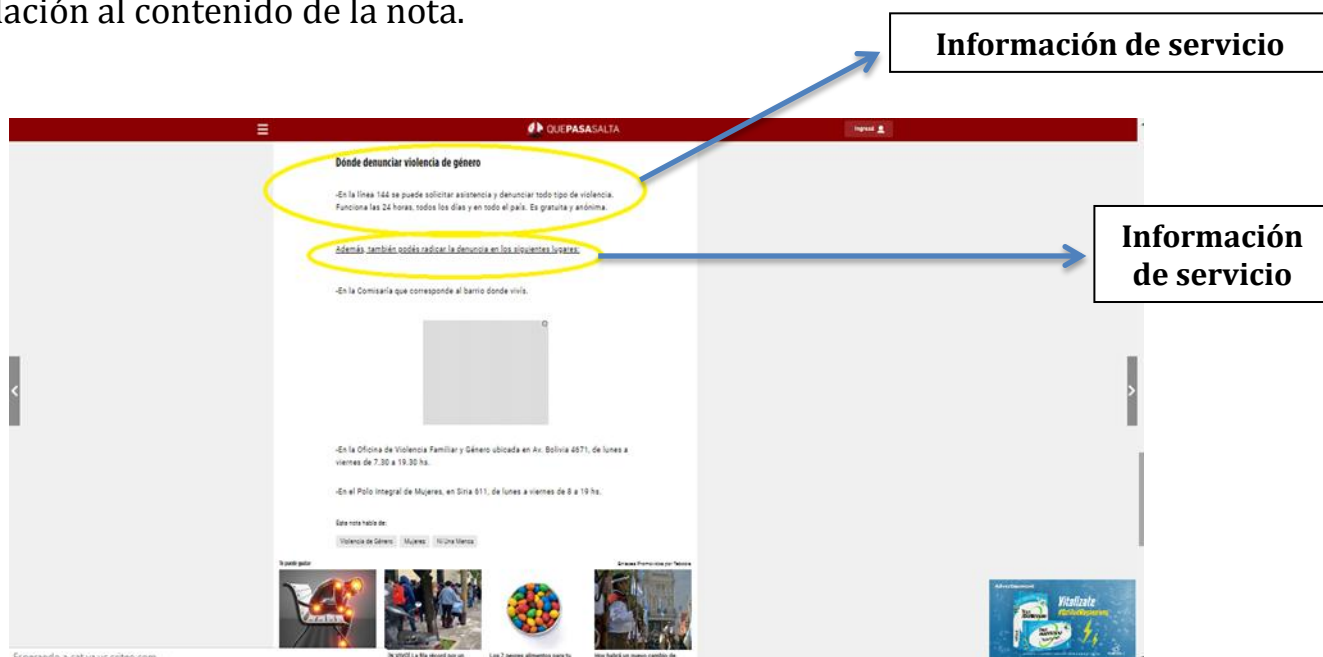 lación al contenido de la nota.
Información de servicio
QUEPASASALTA
Ingresá
Dónde denunciar violencia de género
-En la línea 144 se puede solicitar asistencia y denunciar todo tipo de violencia.
Funciona las 24 horas, todos los días y en todo el país. Es gratuita y anónima.
Información
de servicio
Además, también podés radicar la denuncia en los siguientes lugares:
-En la Comisaría que corresponde al barrio donde vivís.
-En la Oficina de Violencia Familiar y Género ubicada en Av. Bolivia 4671, de lunes a
viernes de 7.30 a 19.30 hs.
-En el Polo Integral de Mujeres, en Siria 611, de lunes a viernes de 8 a 19 hs.
Esta nota habla de:
Violencia de Género Mujeres Ni Una Menos
Te puede gustar
Enlaces Promovidos por Taboola
Vitalizate